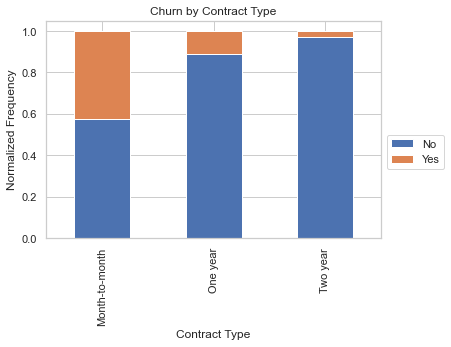 Churn by Contract Type
Normalized Frequency
1.0
0.8
0.6
0.4
0.2
0.0
No
Yes
Month-to-month
One year
Two year
Contract Type